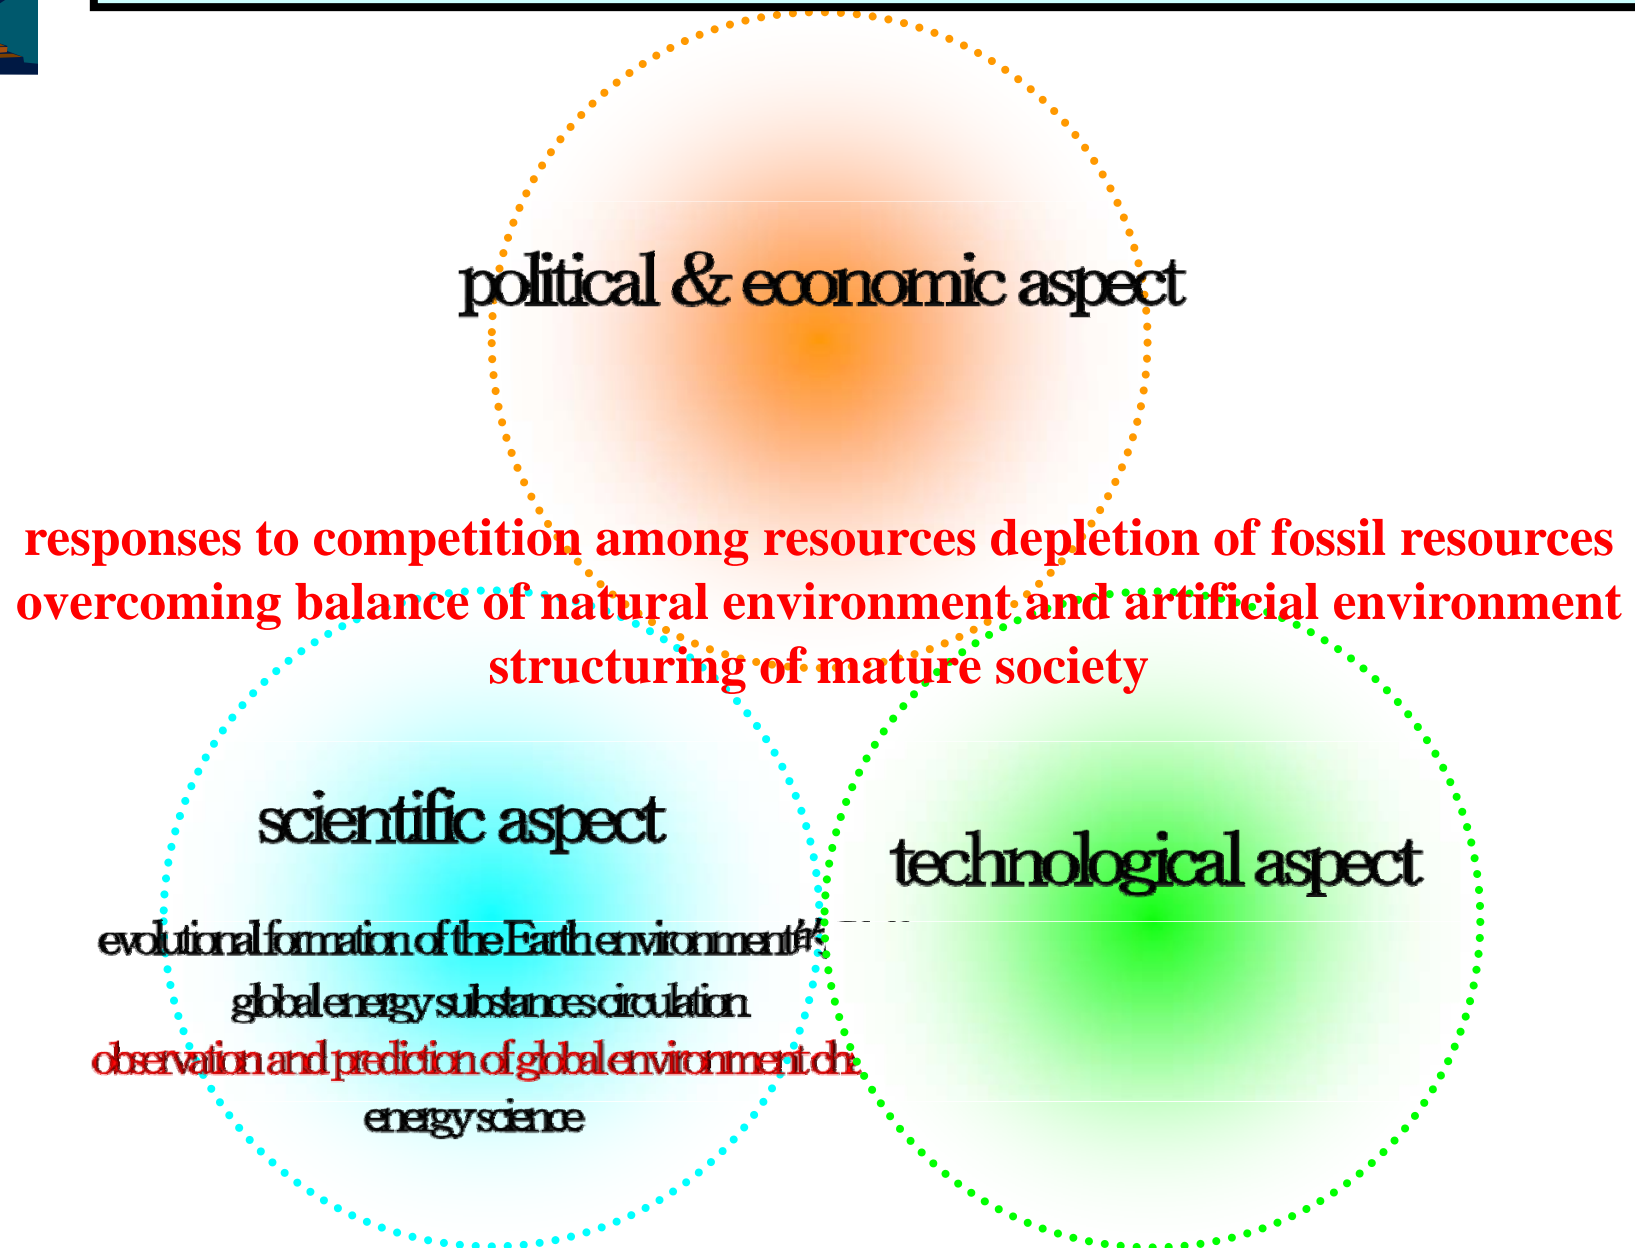 political & economic aspect
responses to competition among resources depletion of fossil resources
overcoming balance of natural environment and artificial environment
structuring of mature society
scientific aspect
technological aspect
evolutional formation of the Earth environment
global energy substances circulation
observation and prediction of global environment
energy science